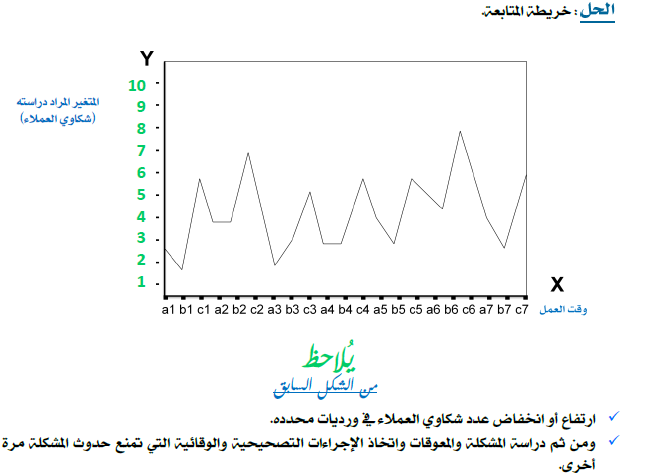 الحل : خريطة المتابعة.
Y
المتغير المراد دراسته
(شكاوي العملاء)
10
9
8
7
6
5
4
3
2
1
X
وقت العمل
a1 b1 c1 a2 b2 c2 a3 b3 c3 a4 b4 c4 a5 b5 c5 a6 b6 c6 a7 b7 c7
يُلاحظ
من الشكل السابق
✓ ارتفاع أو انخفاض عدد شكاوي العملاء في ورديات محدده.
✓ ومن ثم دراسة المشكلة والمعوقات واتخاذ الإجراءات التصحيحية والوقائية التي تمنع حدوث المشكلة مرة
أخرى.